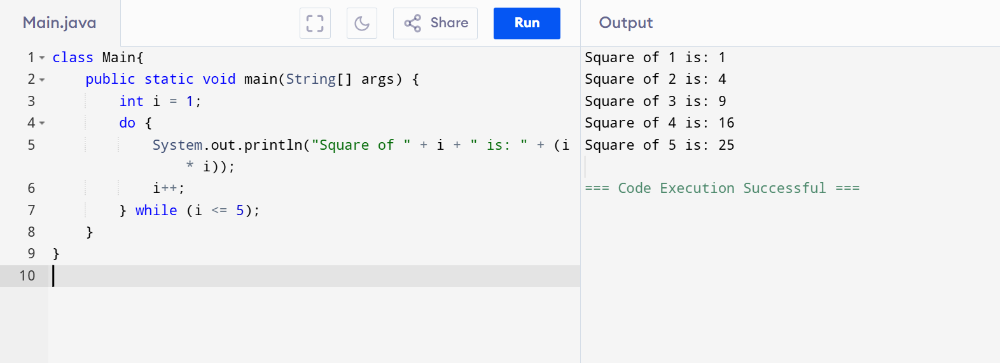 Main.java
Share
Run
Output
1 class Main{
2 public static void main(String[] args) {
3 int i = 1;
4 do {
5 System.out.println("Square of " + i + " is: " + (i
* i));
6 i++;
7 } while (i <= 5);
8 }
9 }
10
Square of 1 is: 1
Square of 2 is: 4
Square of 3 is: 9
Square of 4 is: 16
Square of 5 is: 25
=== Code Execution Successful ===